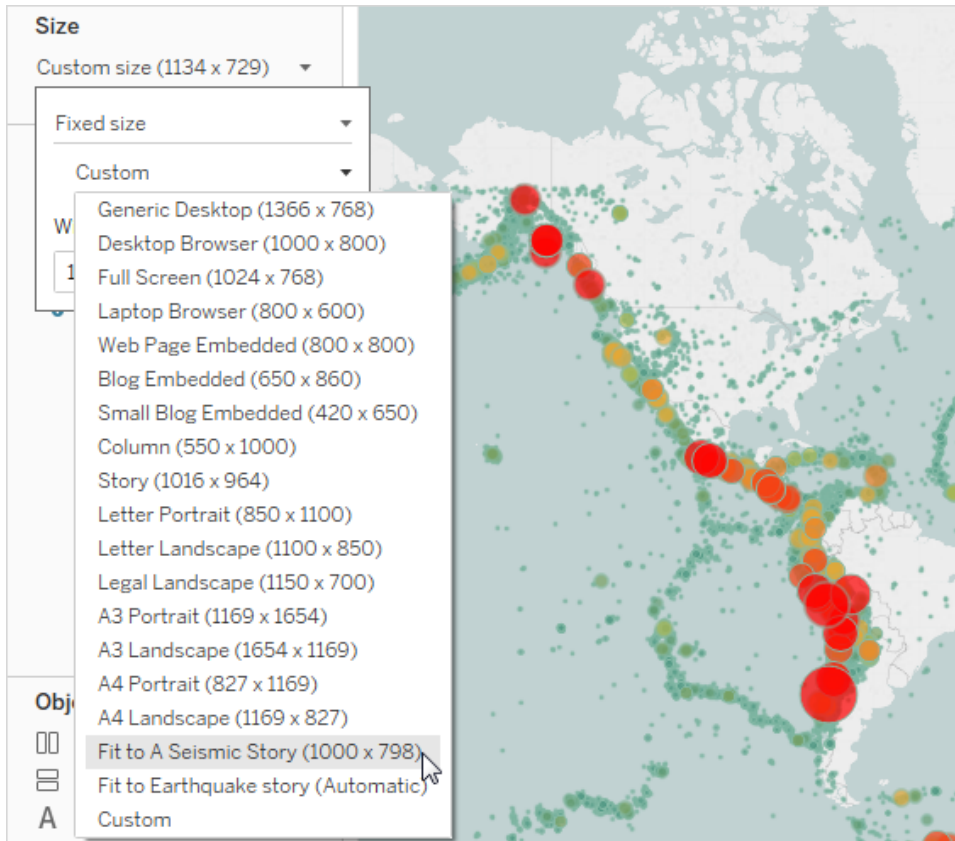 Size
Custom size (1134 x 729)
Fixed size
Custom
Generic Desktop (1366 x 768)
Desktop Browser (1000 x 800)
Full Screen (1024 x 768)
Laptop Browser (800 x 600)
Web Page Embedded (800 x 800)
Blog Embedded (650 x 860)
Small Blog Embedded (420 x 650)
Column (550 x 1000)
Story (1016 x 964)
Letter Portrait (850 x 1100)
Letter Landscape (1100 x 850)
Legal Landscape (1150 x 700)
A3 Portrait (1169 x 1654)
A3 Landscape (1654 x 1169)
A4 Portrait (827 x 1169)
A4 Landscape (1169 x 827)
Fit to A Seismic Story (1000 x 798)
Fit to Earthquake story (Automatic)
Custom